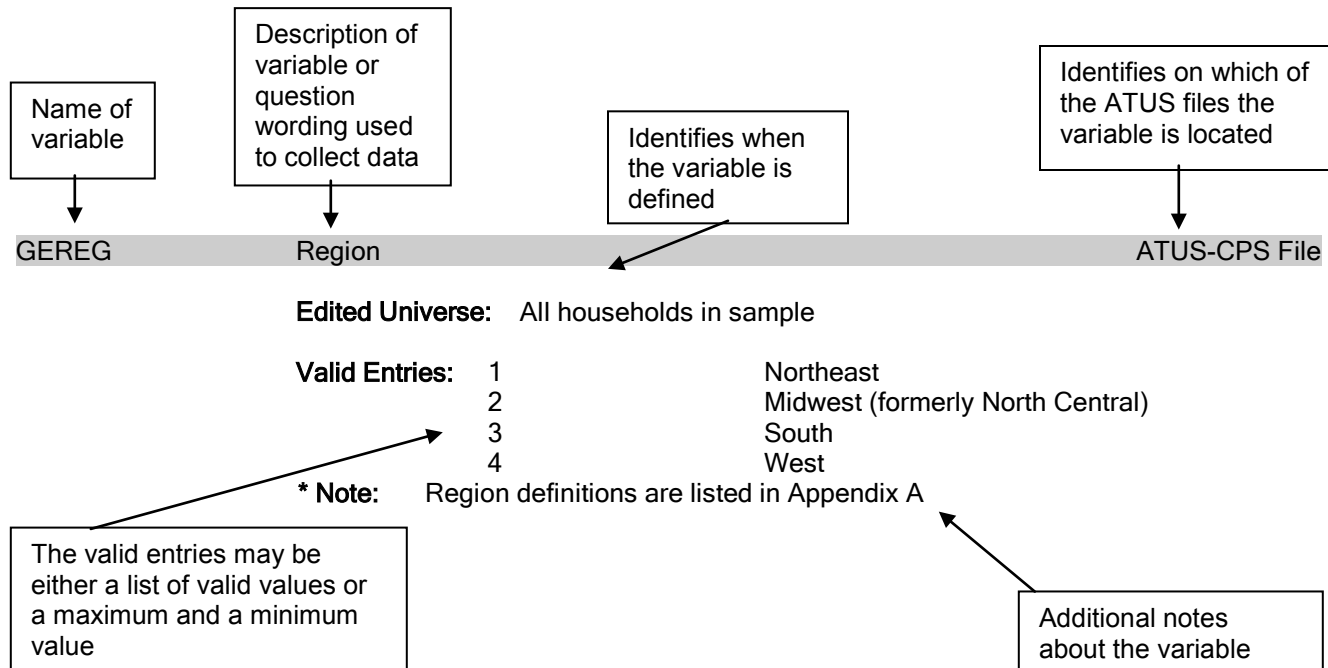 Name of
variable
Description of
variable or
question
wording used
to collect data
Identifies when
the variable is
defined
Identifies on which of
the ATUS files the
variable is located
GEREG Region ATUS-CPS File
Edited Universe: All households in sample
Valid Entries: 1 Northeast
2 Midwest (formerly North Central)
3 South
4 West
* Note: Region definitions are listed in Appendix A
The valid entries may be
either a list of valid values or
a maximum and a minimum
value
Additional notes
about the variable